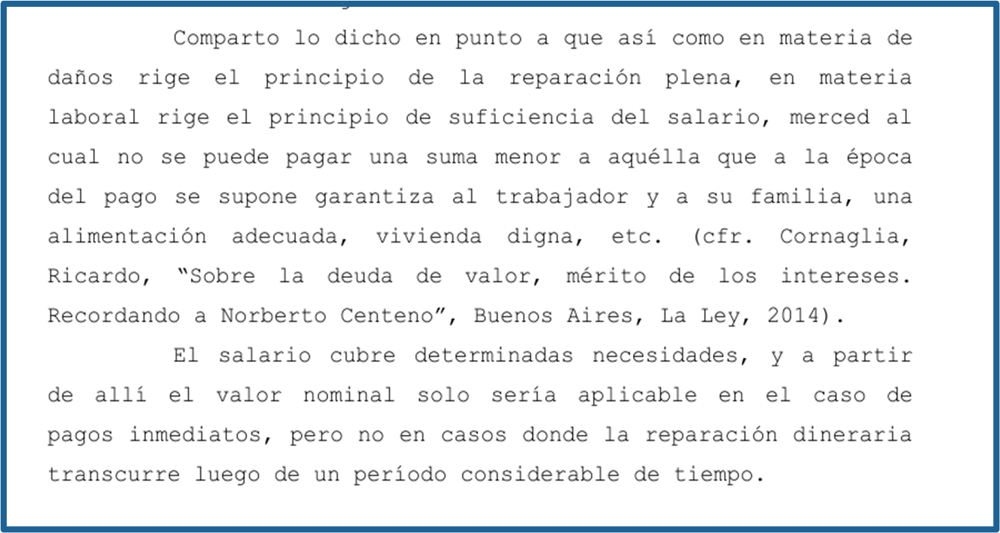 Comparto lo dicho en punto a que así como en materia de
daños rige el principio de la reparación plena, en materia
laboral rige el principio de suficiencia del salario, merced al
cual no se puede pagar una suma menor a aquélla que a la época
del pago se supone garantiza al trabajador y a su familia, una
alimentación adecuada, vivienda digna, etc. (cfr. Cornaglia,
Ricardo, “Sobre la deuda de valor, mérito de los intereses.
Recordando a Norberto Centeno”, Buenos Aires, La Ley, 2014).
El salario cubre determinadas necesidades, y a partir
de allí el valor nominal solo sería aplicable en el caso de
pagos inmediatos, pero no en casos donde la reparación dineraria
transcurre luego de un período considerable de tiempo.